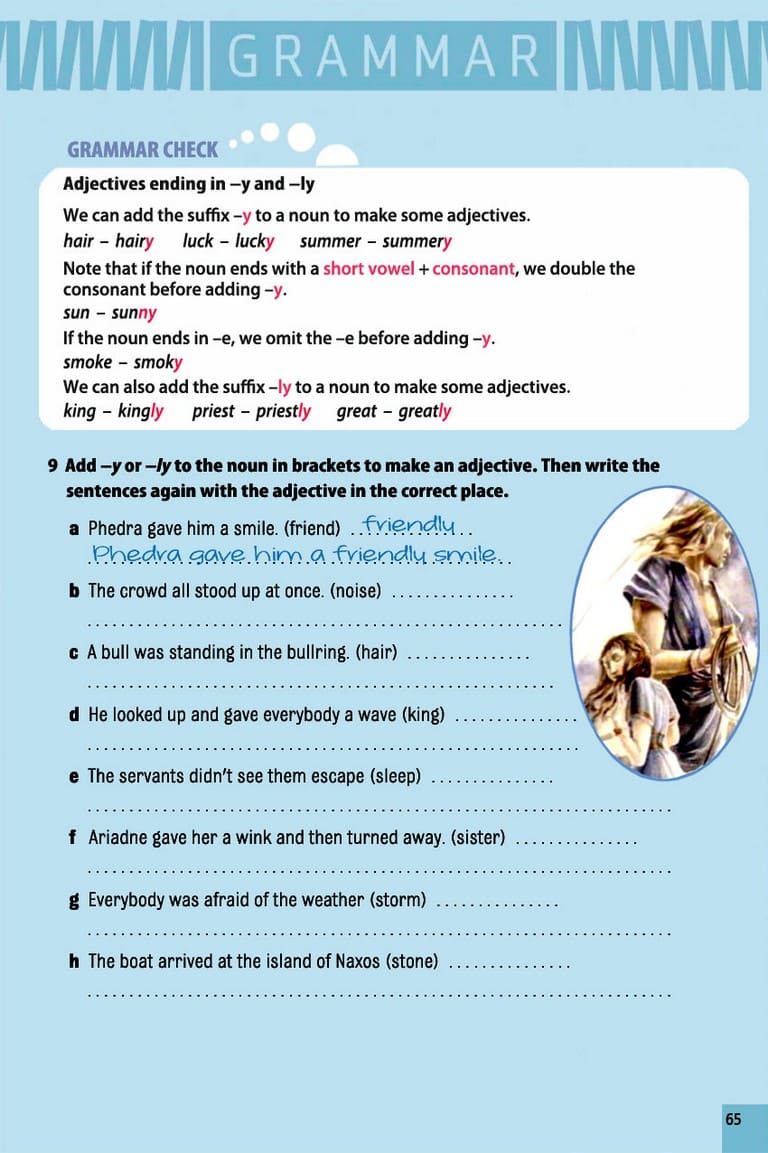 GRAMMAR
GRAMMAR CHECK
Adjectives ending in –y and –ly
We can add the suffix –y to a noun to make some adjectives.
hair – hairy luck – lucky summer – summery
Note that if the noun ends with a short vowel + consonant, we double the
consonant before adding –y.
sun – sunny
If the noun ends in –e, we omit the –e before adding –y.
smoke – smoky
We can also add the suffix –ly to a noun to make some adjectives.
king – kingly priest – priestly great – greatly
9 Add –y or –ly to the noun in brackets to make an adjective. Then write the
sentences again with the adjective in the correct place.
a Phedra gave him a smile. (friend) friendly
Phedra gave him a friendly smile.
b The crowd all stood up at once. (noise) ...............
c A bull was standing in the bullring. (hair) ...............
d He looked up and gave everybody a wave (king) ...............
e The servants didn't see them escape (sleep) ...............
f Ariadne gave her a wink and then turned away. (sister) ...............
g Everybody was afraid of the weather (storm) ...............
h The boat arrived at the island of Naxos (stone) ...............
65